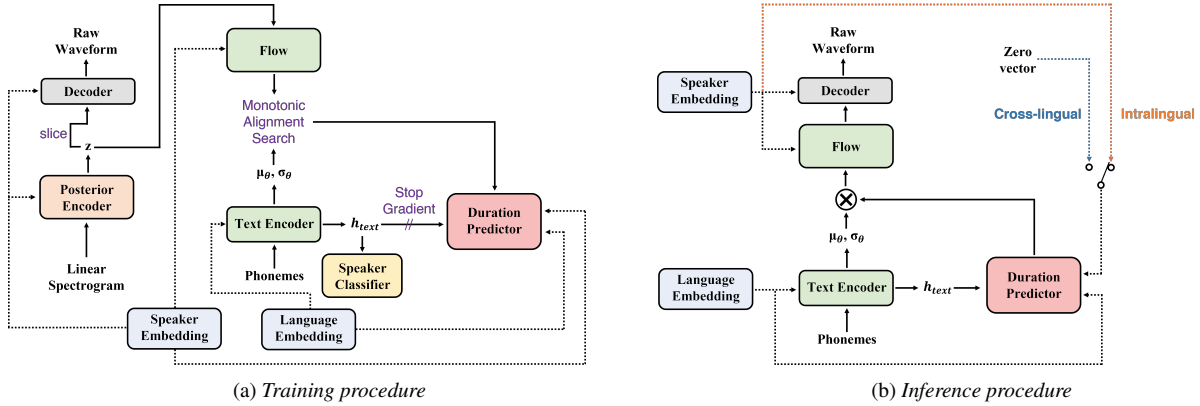 Raw
Waveform
Decoder
slice
z
Posterior
Encoder
Linear
Spectrogram
Speaker
Embedding
Flow
Monotonic
Alignment
Search
μθ, σθ
Text Encoder
Phonemes
h_text
Stop
Gradient
//
Speaker
Classifier
Language
Embedding
Duration
Predictor
(a) Training procedure
Raw
Waveform
Speaker
Embedding
Decoder
Flow
Zero
vector
Cross-lingual
Intralingual
μθ, σθ
Language
Embedding
Text Encoder
h_text
Duration
Predictor
Phonemes
(b) Inference procedure